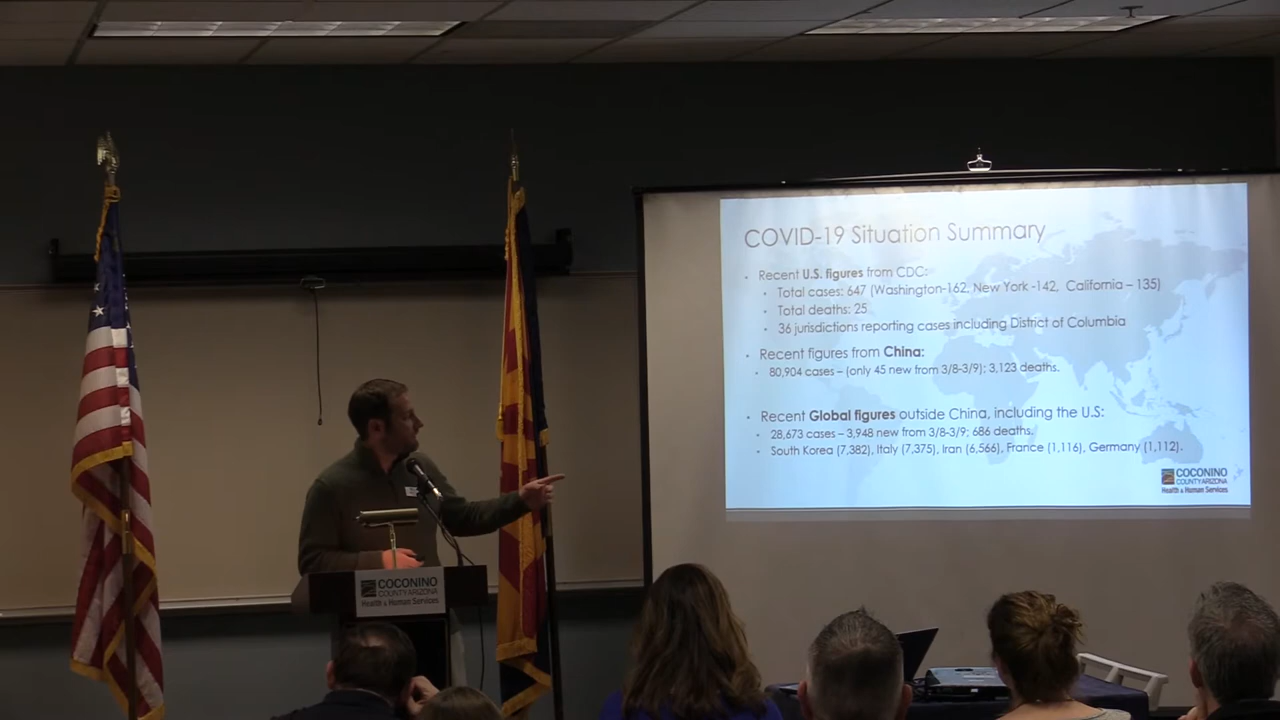 COVID-19 Situation Summary
Recent U.S. figures from CDC:
Total cases: 647 (Washington-162, New York -142, California – 135)
Total deaths: 25
36 jurisdictions reporting cases including District of Columbia
Recent figures from China:
80,904 cases – (only 45 new from 3/8-3/9); 3,123 deaths.
Recent Global figures outside China, including the U.S:
28,673 cases – 3,948 new from 3/8-3/9; 686 deaths.
South Korea (7,382), Italy (7,375), Iran (6,566), France (1,116), Germany (1,112).
COCONINO
COUNTY ARIZONA
Health & Human Services
COCONINO
COUNTY ARIZONA
Health & Human Services